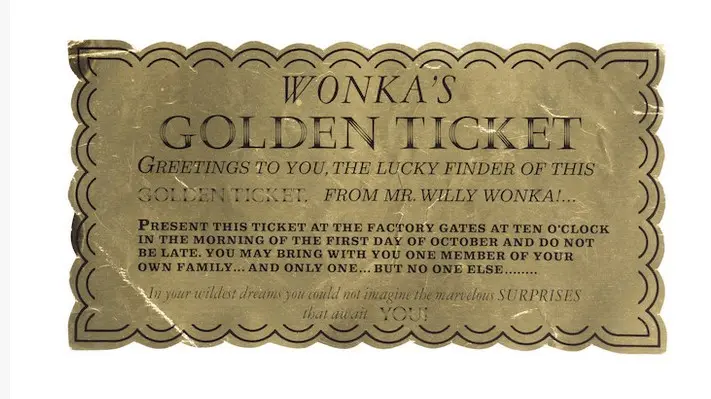 WONKA'S
GOLDEN TICKET
GREETINGS TO YOU, THE LUCKY FINDER OF THIS
GOLDEN TICKET, FROM MR. WILLY WONKA!...
PRESENT THIS TICKET AT THE FACTORY GATES AT TEN O'CLOCK
IN THE MORNING OF THE FIRST DAY OF OCTOBER AND DO NOT
BE LATE. YOU MAY BRING WITH YOU ONE MEMBER OF YOUR
OWN FAMILY... AND ONLY ONE... BUT NO ONE ELSE........
In your wildest dreams you could not imagine the marvelous SURPRISES
that await YOU!